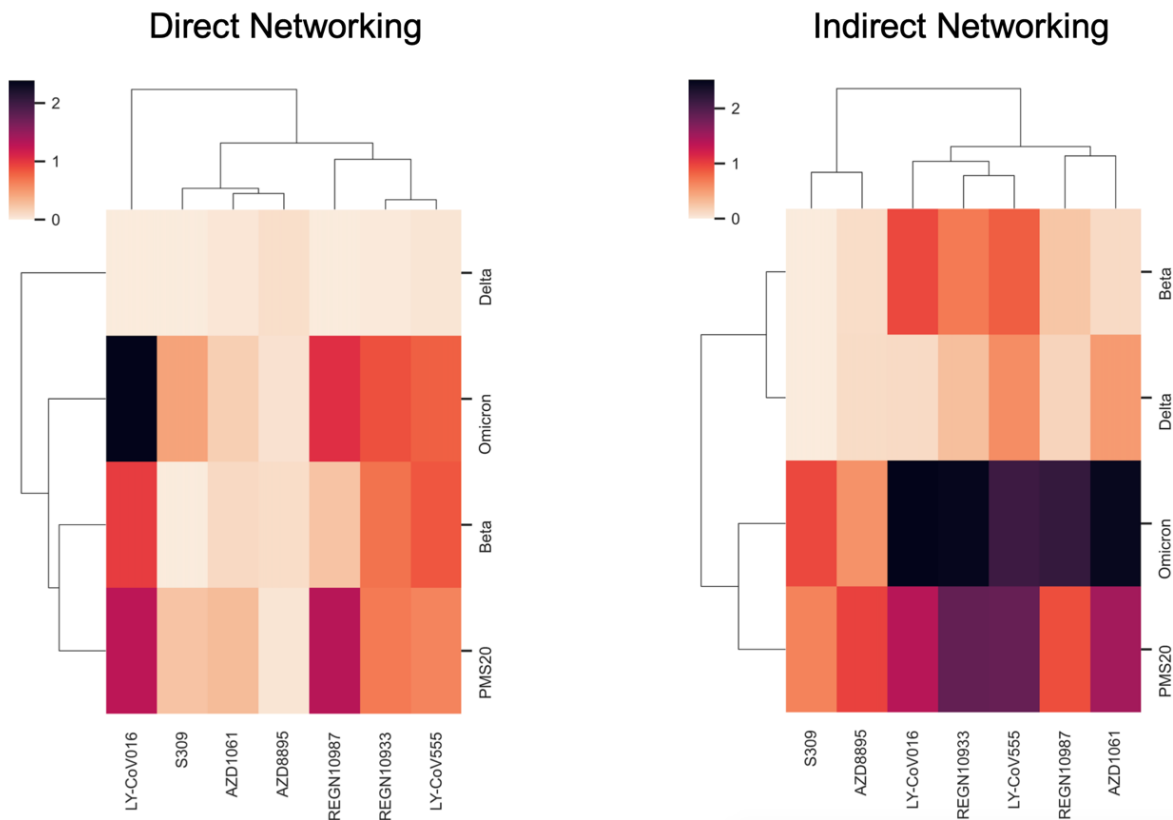 Direct Networking
2
1
0
Delta
Omicron
Beta
PMS20
LY-CoV016
S309
AZD1061
AZD8895
REGN10987
REGN10933
LY-CoV555
Indirect Networking
2
1
0
Beta
Delta
Omicron
PMS20
S309
AZD8895
LY-CoV016
REGN10933
LY-CoV555
REGN10987
AZD1061